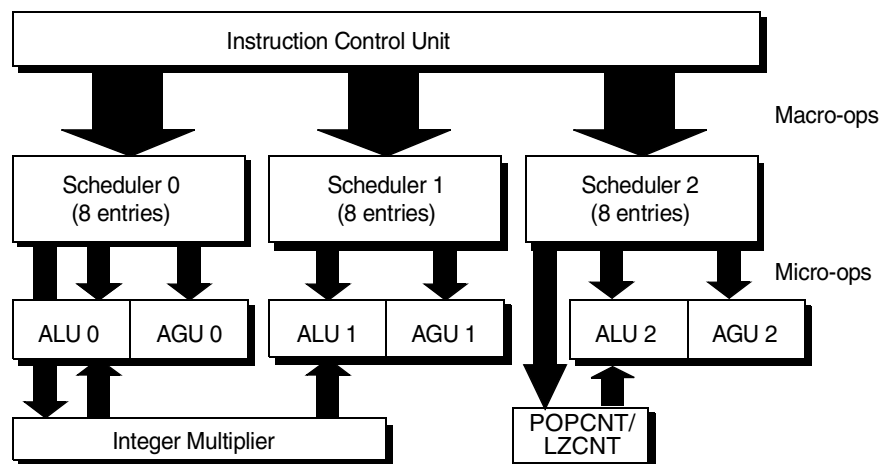 Instruction Control Unit
Macro-ops
Scheduler 0
(8 entries)
Scheduler 1
(8 entries)
Scheduler 2
(8 entries)
Micro-ops
ALU 0
AGU 0
ALU 1
AGU 1
ALU 2
AGU 2
Integer Multiplier
POPCNT/
LZCNT